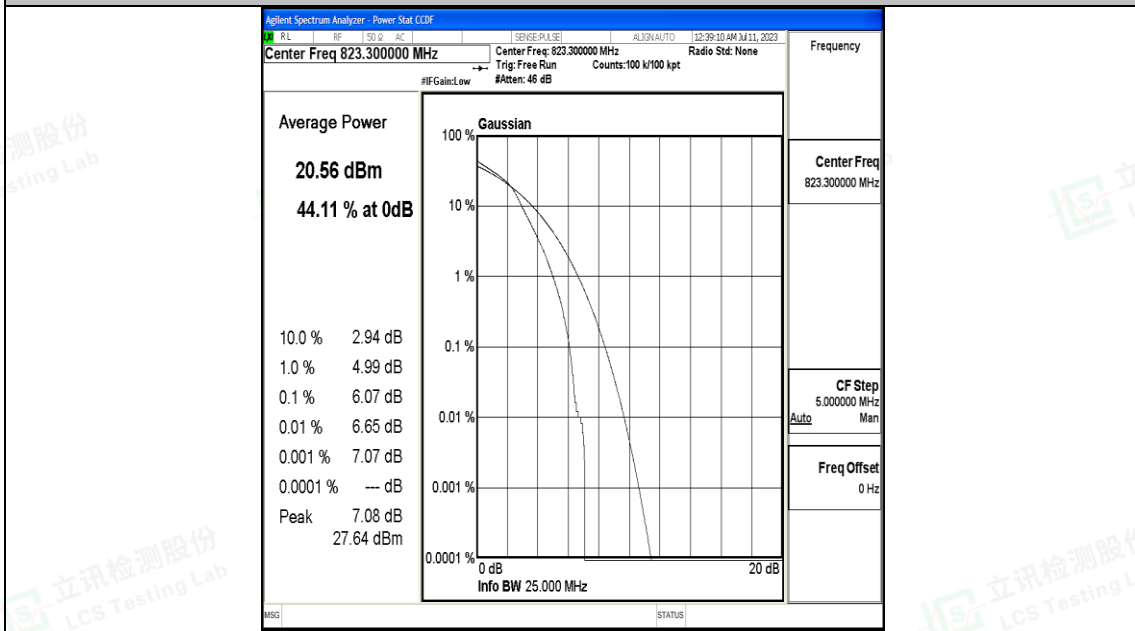 Agilent Spectrum Analyzer - Power Stat CCDF
RL RF 50 Ω AC SENSE:PULSE ALIGN AUTO 12:39:10 AM Jul 11, 2023
Center Freq 823.300000 MHz
Center Freq: 823.300000 MHz Radio Std: None
Trig: Free Run Counts:100 k/100 kpt
#IFGain:Low #Atten: 46 dB
Frequency
Average Power
20.56 dBm
44.11 % at 0dB
10.0 % 2.94 dB
1.0 % 4.99 dB
0.1 % 6.07 dB
0.01 % 6.65 dB
0.001 % 7.07 dB
0.0001 % --- dB
Peak 7.08 dB
27.64 dBm
Gaussian
100 %
10 %
1 %
0.1 %
0.01 %
0.001 %
0.0001 %
0 dB 20 dB
Info BW 25.000 MHz
Center Freq
823.300000 MHz
CF Step
5.000000 MHz
Auto Man
Freq Offset
0 Hz
MSG STATUS
测股份
sting Lab
立讯检测股份
LCS Testing Lab
立讯检测股份
LCS Testing L